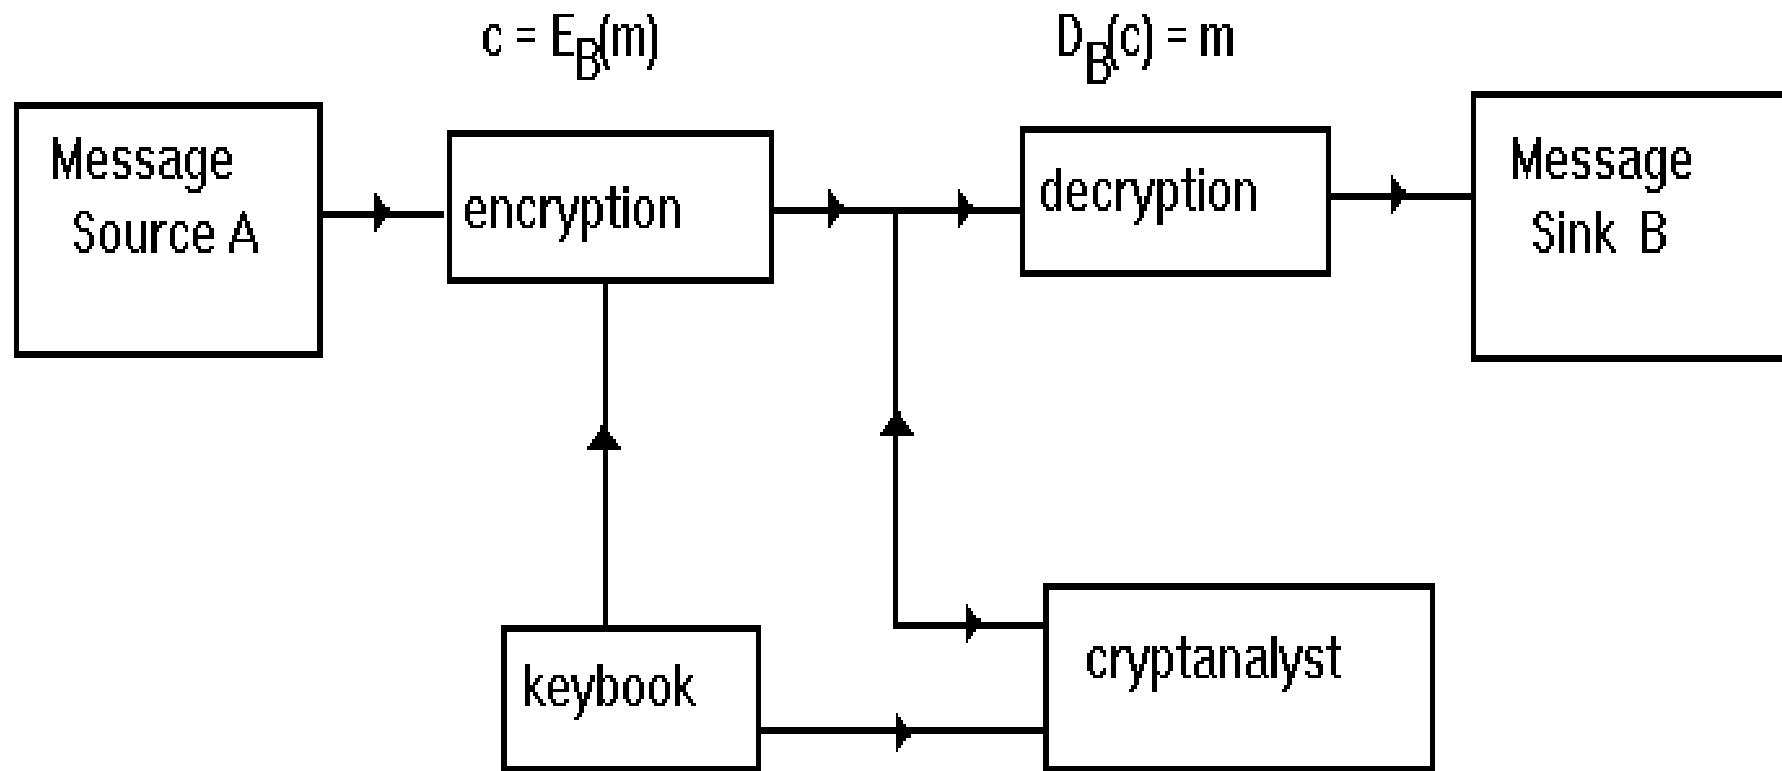 c = E_B(m)
D_B(c) = m
Message
Source A
encryption
decryption
Message
Sink B
keybook
cryptanalyst